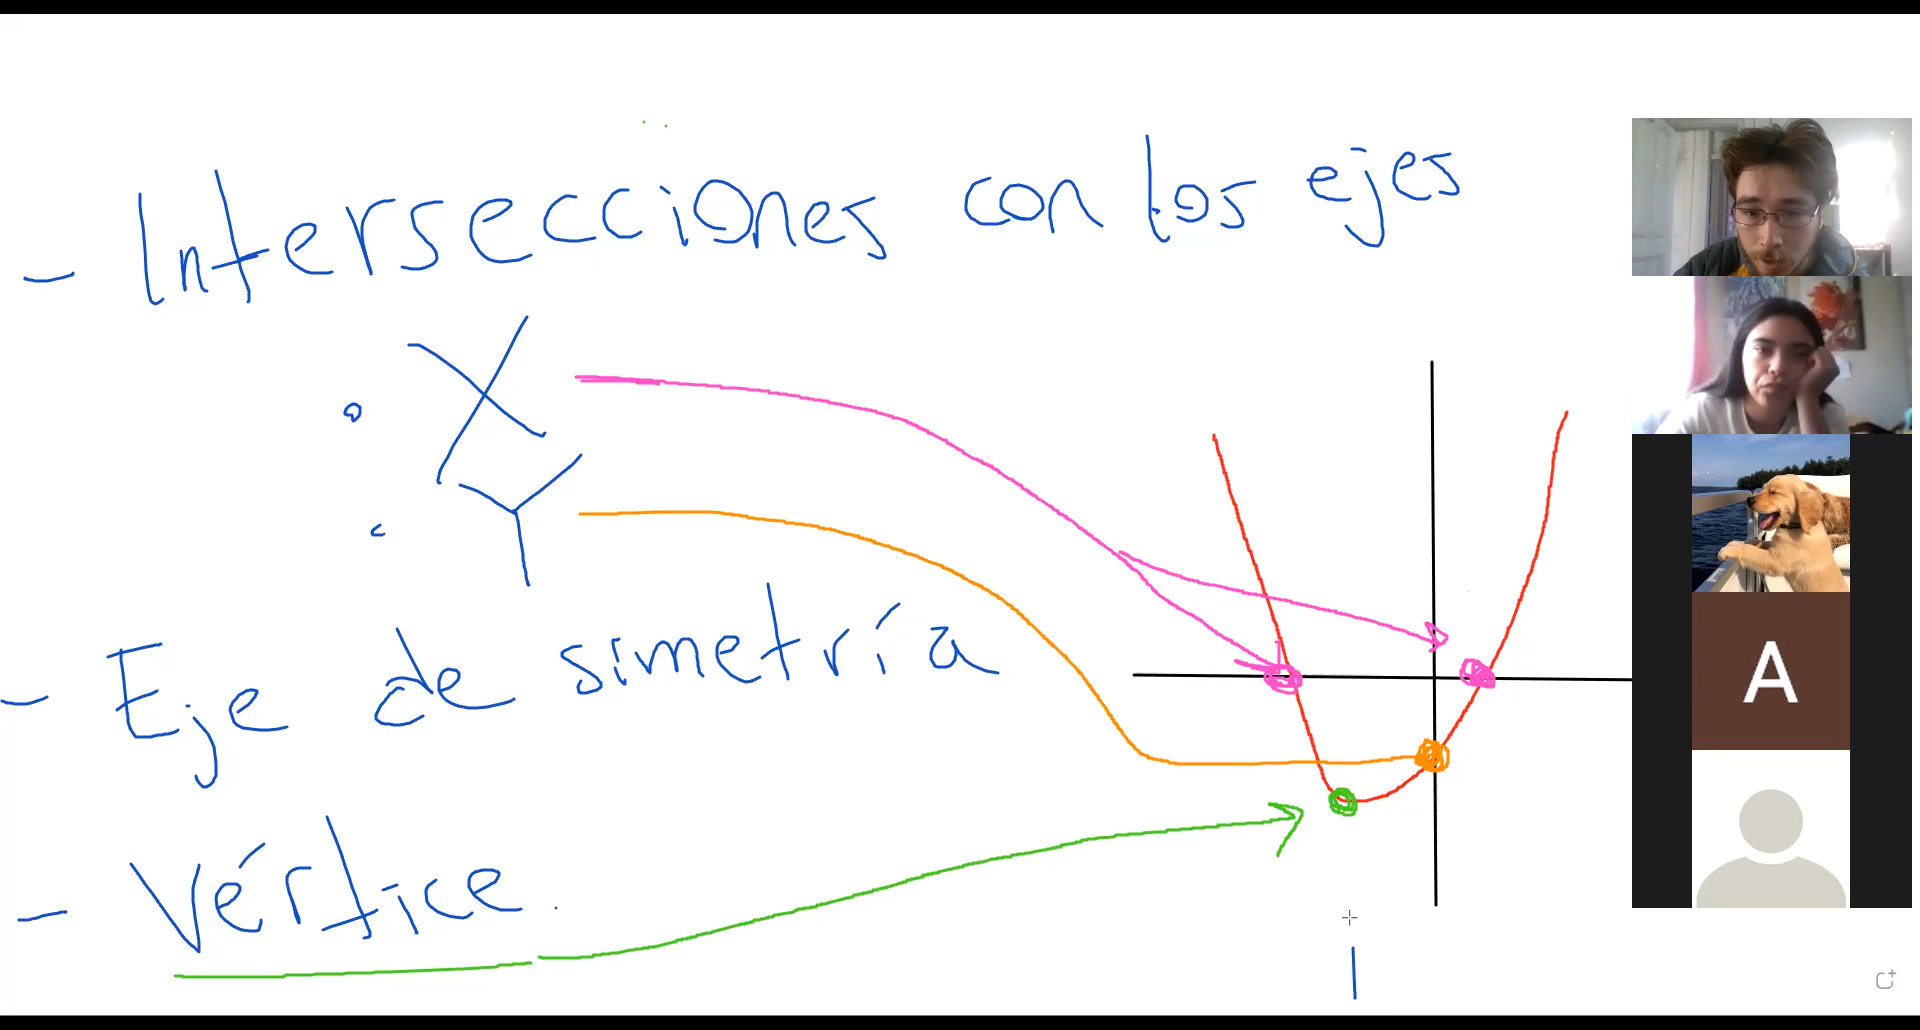 - Intersecciones con los ejes
X
Y
- Eje de simetría
- Vértice.
A